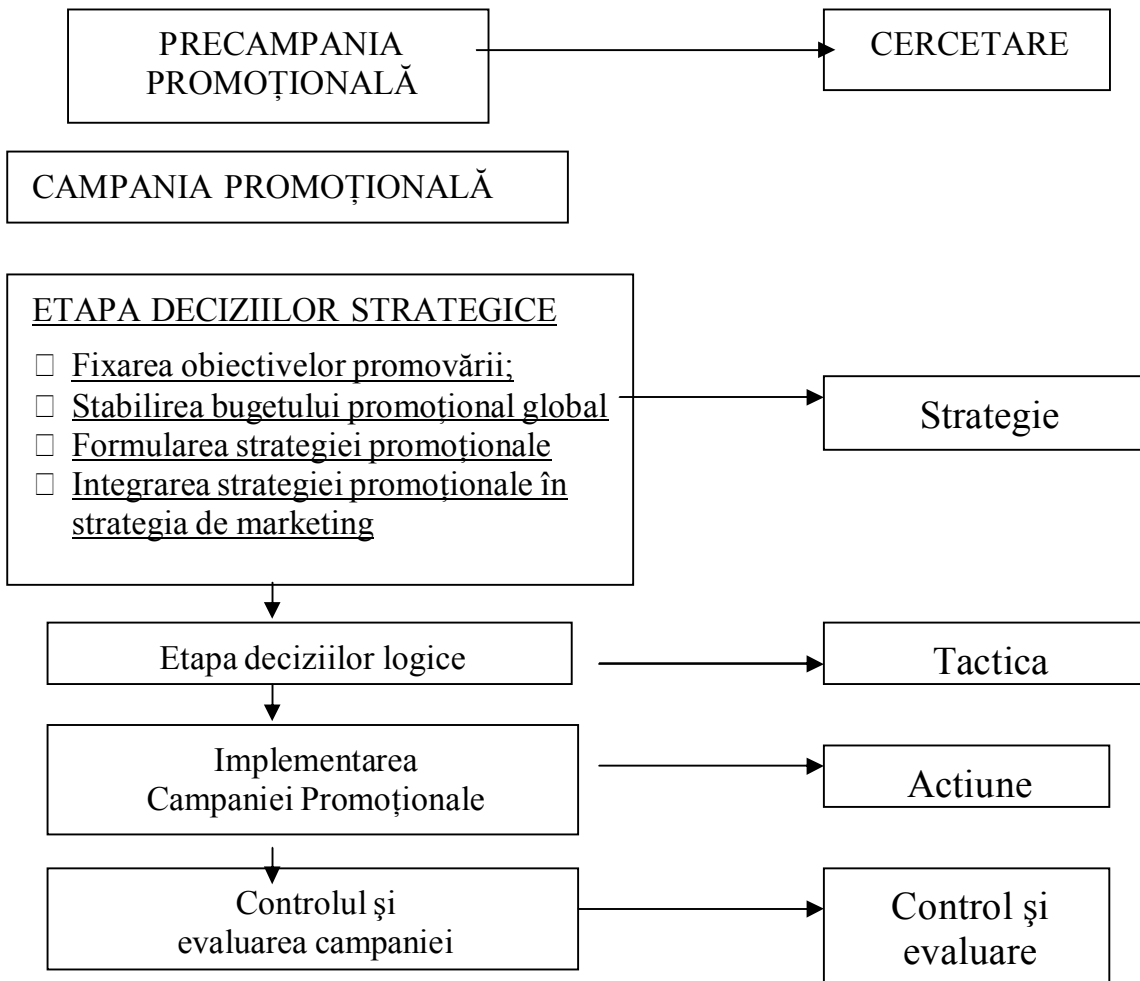 PRECAMPANIA
PROMOȚIONALĂ
CERCETARE
CAMPANIA PROMOȚIONALĂ
ETAPA DECIZIILOR STRATEGICE
□ Fixarea obiectivelor promovării;
□ Stabilirea bugetului promoțional global
□ Formularea strategiei promoționale
□ Integrarea strategiei promoționale în
strategia de marketing
Strategie
Etapa deciziilor logice
Tactica
Implementarea
Campaniei Promoționale
Actiune
Controlul şi
evaluarea campaniei
Control şi
evaluare